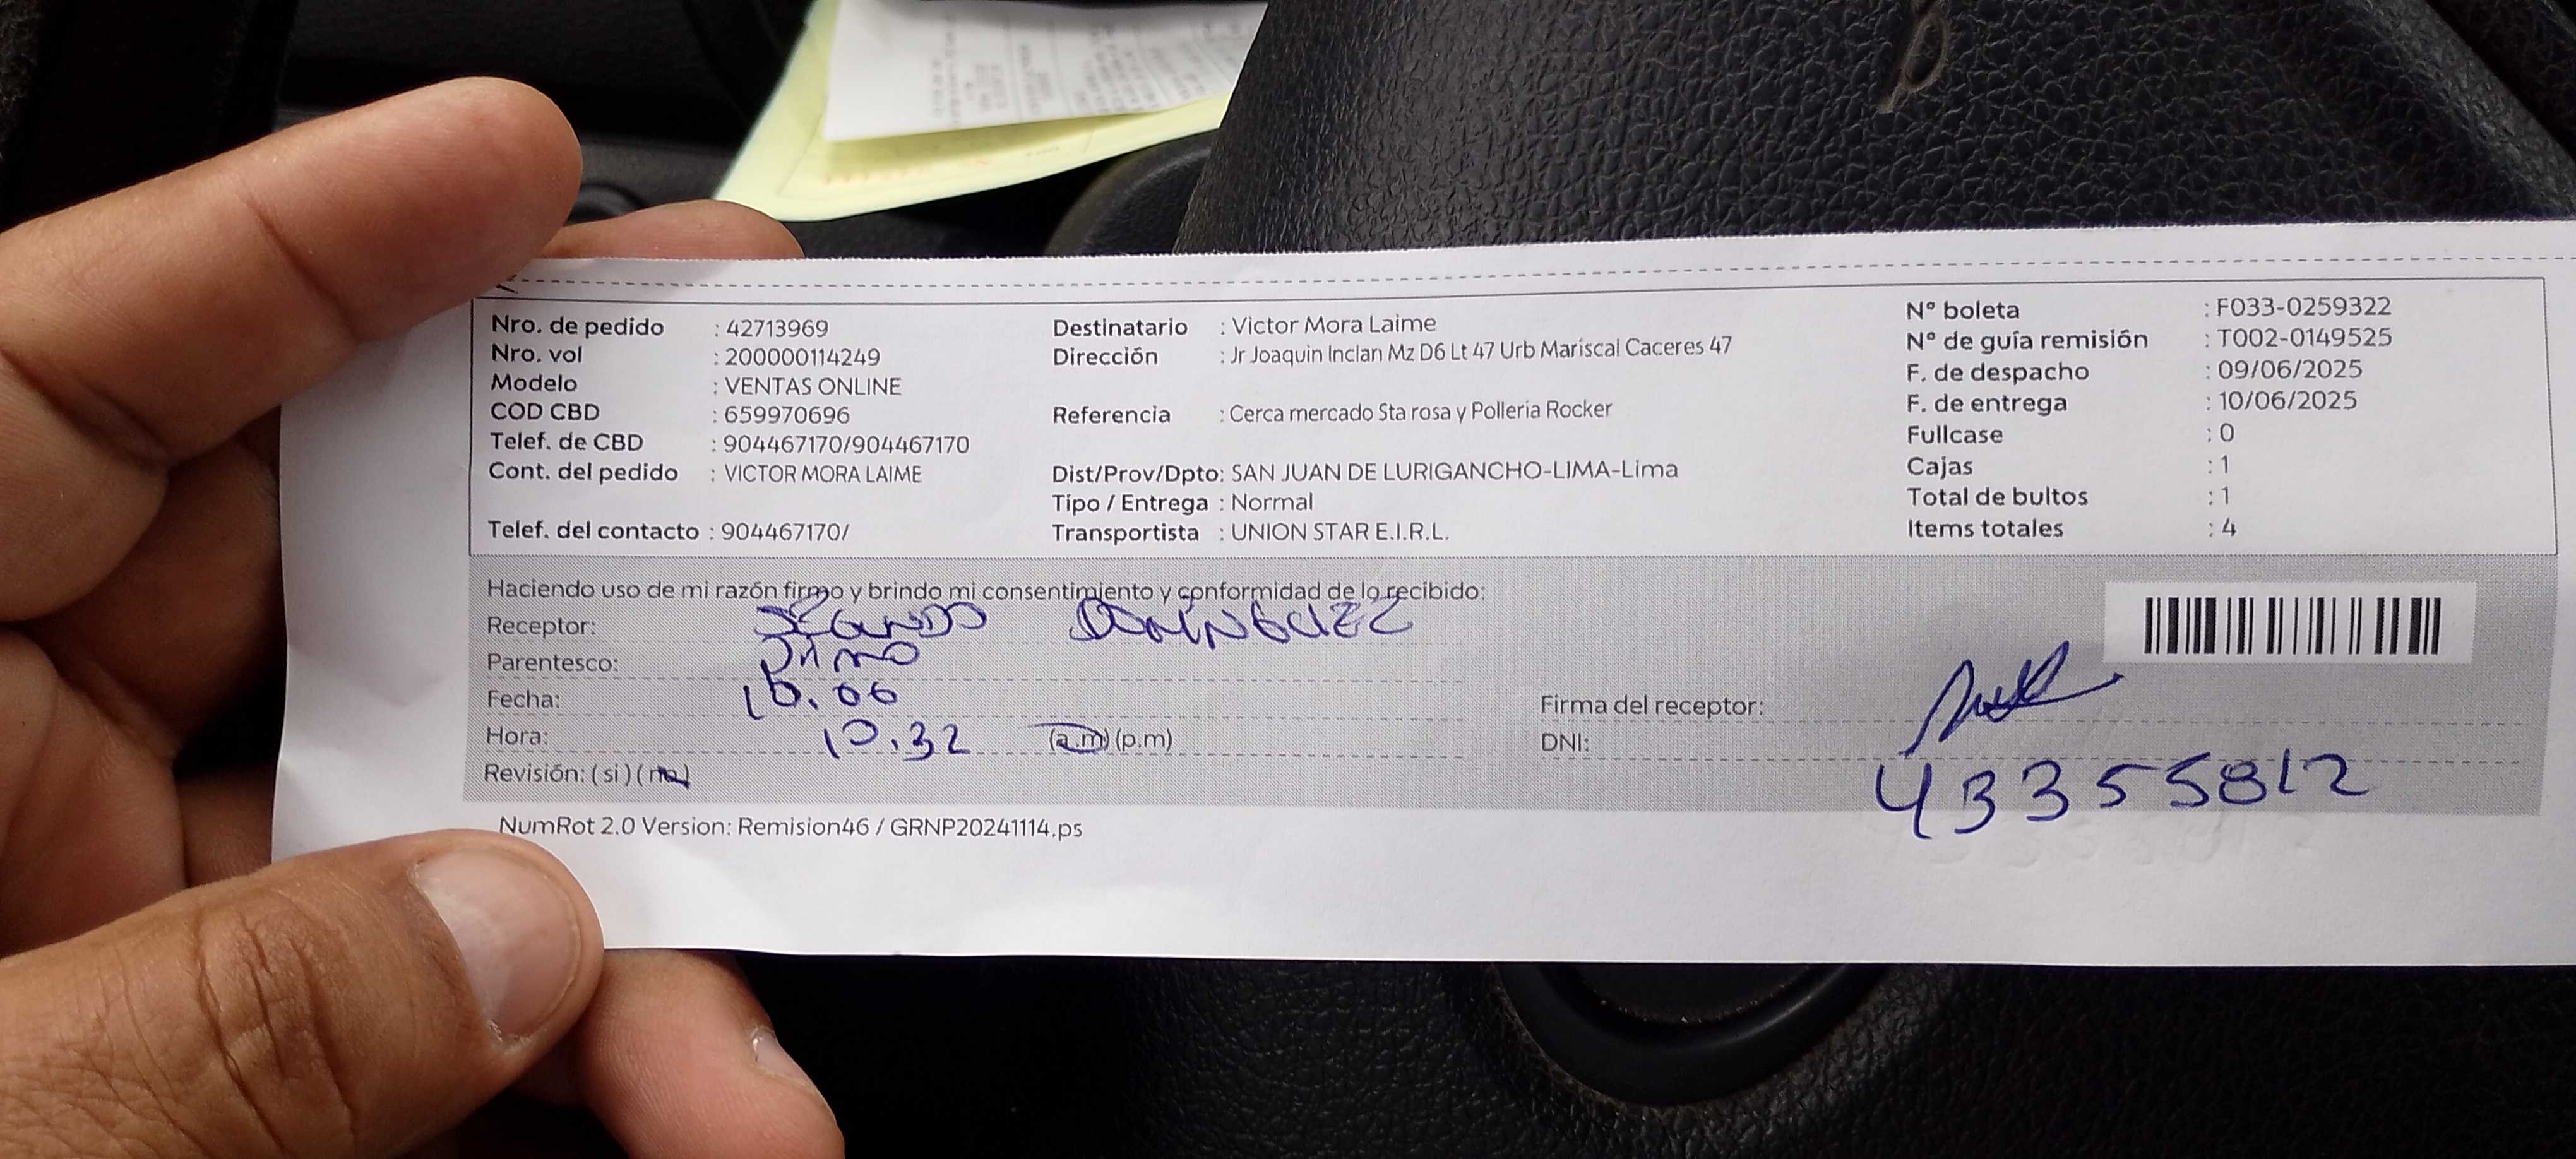 Nro. de pedido : 42713969
Nro. vol : 200000114249
Modelo : VENTAS ONLINE
COD CBD : 659970696
Telef. de CBD : 904467170/904467170
Cont. del pedido : VICTOR MORA LAIME
Telef. del contacto : 904467170/
Destinatario : Victor Mora Laime
Dirección : Jr Joaquin Inclan Mz D6 Lt 47 Urb Mariscal Caceres 47
Referencia : Cerca mercado Sta rosa y Polleria Rocker
Dist/Prov/Dpto: SAN JUAN DE LURIGANCHO-LIMA-Lima
Tipo / Entrega : Normal
Transportista : UNION STAR E.I.R.L.
Nº boleta : F033-0259322
Nº de guía remisión : T002-0149525
F. de despacho : 09/06/2025
F. de entrega : 10/06/2025
Fullcase : 0
Cajas : 1
Total de bultos : 1
Items totales : 4
Haciendo uso de mi razón firmo y brindo mi consentimiento y conformidad de lo recibido:
Receptor: SEGUNDO DOMINGUEZ
Parentesco: Primo
Fecha: 10.06
Hora: 10.32 (a.m) (p.m)
Revisión: ( si ) ( no )
Firma del receptor:
DNI: 43355812
NumRot 2.0 Version: Remision46 / GRNP20241114.ps